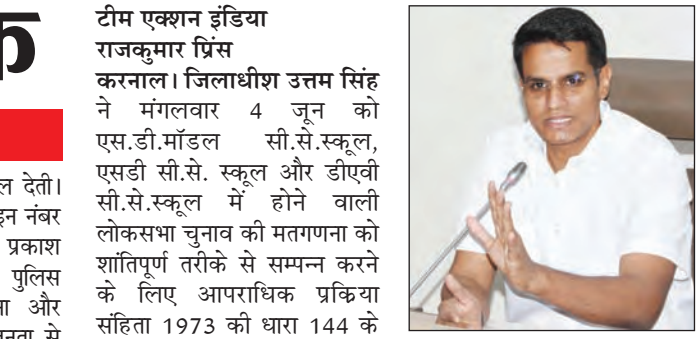 क
ल देती।
इन नंबर
प्रकाश
पुलिस
और
जनता से
टीम एक्शन इंडिया
राजकुमार प्रिंस
करनाल। जिलाधीश उत्तम सिंह
ने मंगलवार 4 जून को
एस.डी.मॉडल सी.से.स्कूल,
एसडी सी.से. स्कूल और डीएवी
सी.से.स्कूल में होने वाली
लोकसभा चुनाव की मतगणना को
शांतिपूर्ण तरीके से सम्पन्न करने
के लिए आपराधिक प्रक्रिया
संहिता 1973 की धारा 144 के